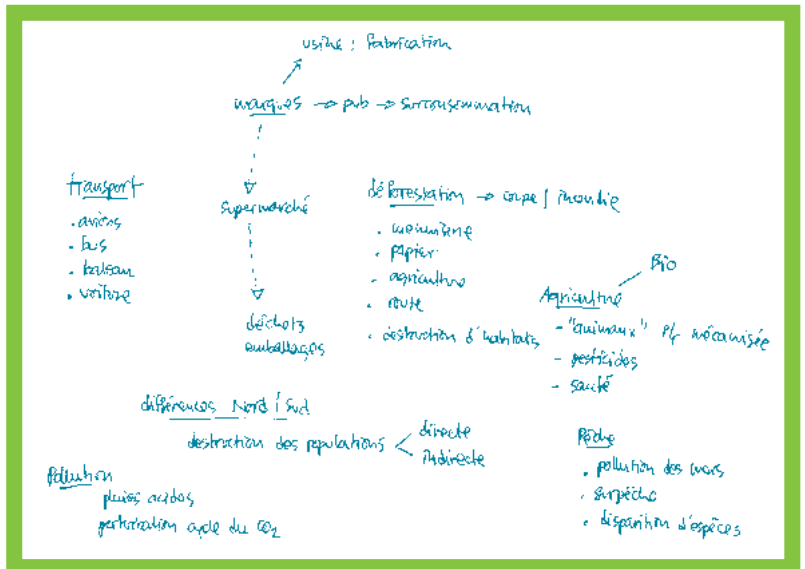 usine : fabrication
marques → pub → surconsommation
supermarché
déchets
emballages
transport
• avions
• bus
• bateau
• voiture
déforestation → coupe / incendie
• menuiserie
• papier
• agriculture
• route
• destruction d'habitats
Bio
Agriculture
- "animaux" mécanisée
- pesticides
- santé
différences Nord / Sud
destruction des populations < directe
indirecte
Pollution
pluies acides
perturbation cycle du CO2
Pêche
• pollution des mers
• surpêche
• disparition d'espèces